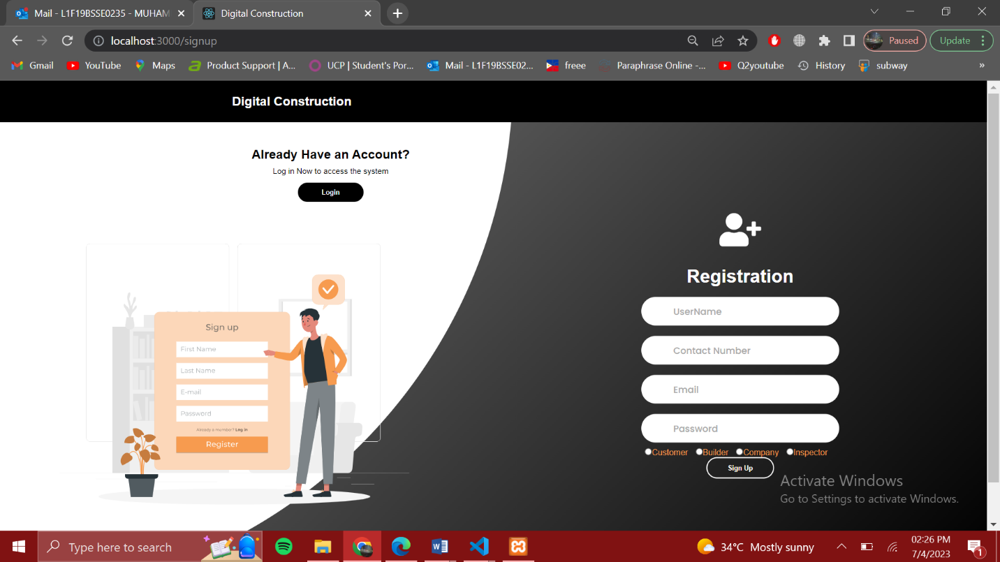 Mail - L1F19BSSE0235 - MUHAM
Digital Construction
localhost:3000/signup
Paused
Update
Gmail
YouTube
Maps
Product Support | A...
UCP | Student's Por...
Mail - L1F19BSSE02...
freee
Paraphrase Online -...
Q2youtube
History
subway
»
Digital Construction
Already Have an Account?
Log in Now to access the system
Login
Sign up
First Name
Last Name
E-mail
Password
Already a mumber? Log in
Register
Registration
UserName
Contact Number
Email
Password
Customer Builder Company Inspector
Sign Up
Activate Windows
Go to Settings to activate Windows.
Type here to search
34°C Mostly sunny
02:26 PM
7/4/2023
1